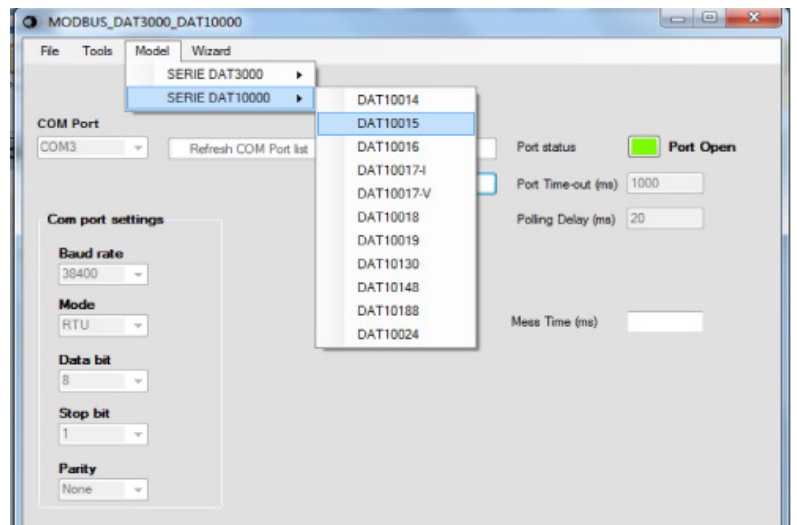 MODBUS_DAT3000_DAT10000
File Tools Model Wizard
SERIE DAT3000
SERIE DAT10000
DAT10014
DAT10015
DAT10016
DAT10017-I
DAT10017-V
DAT10018
DAT10019
DAT10130
DAT10148
DAT10188
DAT10024
COM Port
COM3
Refresh COM Port list
Port status
Port Open
Port Time-out (ms)
1000
Polling Delay (ms)
20
Mess Time (ms)
Com port settings
Baud rate
38400
Mode
RTU
Data bit
8
Stop bit
1
Parity
None